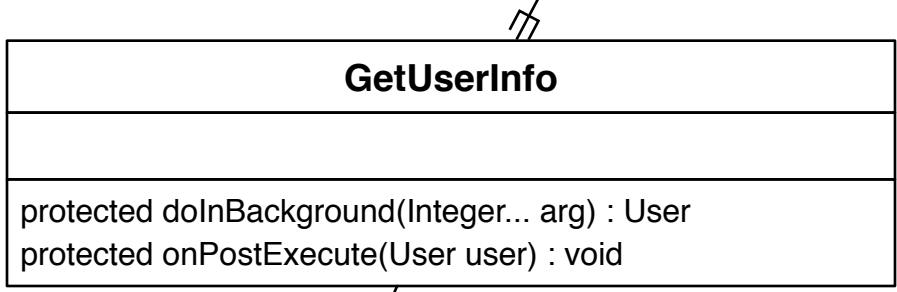 GetUserInfo
protected doInBackground(Integer... arg) : User
protected onPostExecute(User user) : void